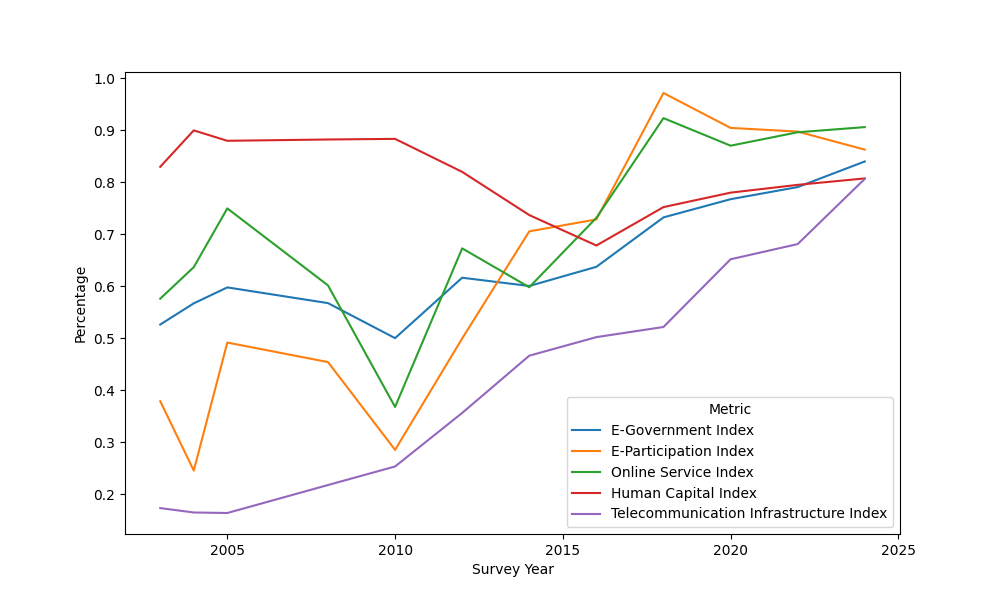 1.0
0.9
0.8
0.7
0.6
0.5
0.4
0.3
0.2
Percentage
2005 2010 2015 2020 2025
Survey Year
Metric
E-Government Index
E-Participation Index
Online Service Index
Human Capital Index
Telecommunication Infrastructure Index